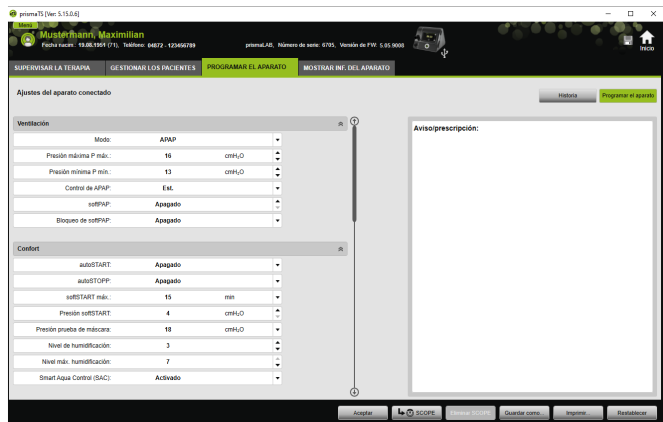 prismaTS [Ver: 5.15.0.6]
Menú
Mustermann, Maximilian
Fecha nacim.: 19.08.1951 (71), Teléfono: 04872 - 123456789
prismaLAB, Número de serie: 6705, Versión de FW: 5.05.9008
Inicio
SUPERVISAR LA TERAPIA GESTIONAR LOS PACIENTES PROGRAMAR EL APARATO MOSTRAR INF. DEL APARATO
Ajustes del aparato conectado
Historia Programar el aparato
Ventilación
Aviso/prescripción:
Modo: APAP
Presión máxima P máx.: 16 cmH₂O
Presión mínima P mín.: 13 cmH₂O
Control de APAP: Est.
softPAP: Apagado
Bloqueo de softPAP: Apagado
Confort
autoSTART: Apagado
autoSTOPP: Apagado
softSTART máx.: 15 min
Presión softSTART: 4 cmH₂O
Presión prueba de máscara: 18 cmH₂O
Nivel de humidificación: 3
Nivel máx. humidificación: 7
Smart Aqua Control (SAC): Activado
Aceptar SCOPE Eliminar SCOPE Guardar como... Imprimir... Restablecer